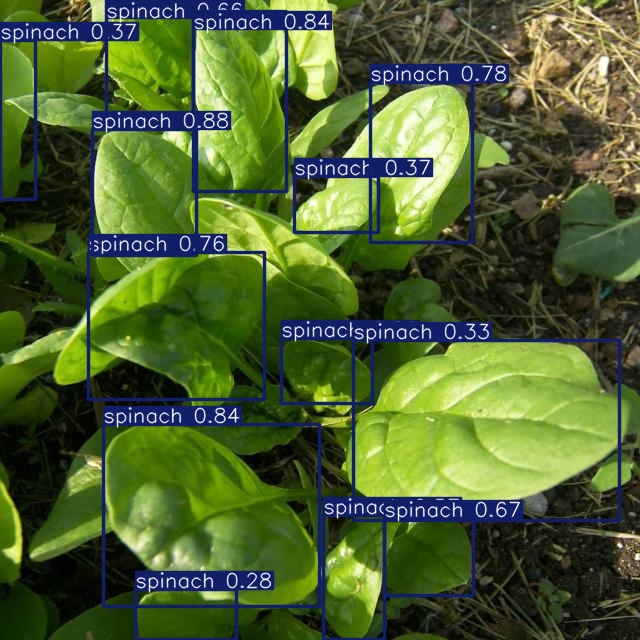 spinach 0.66
spinach 0.84
spinach 0.37
spinach 0.78
spinach 0.88
spinach 0.37
spinach 0.76
spinach 0.33
spinach 0.84
spinach 0.67
spinach 0.28